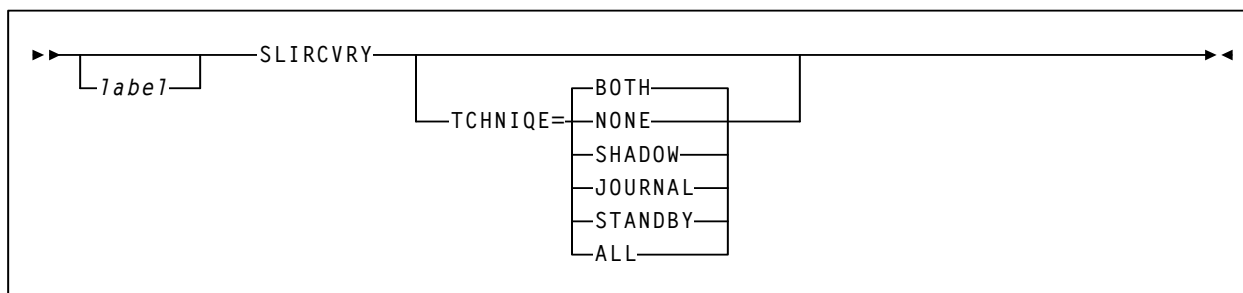 SLIRCVRY
label
BOTH
TCHNIQE= NONE
SHADOW
JOURNAL
STANDBY
ALL